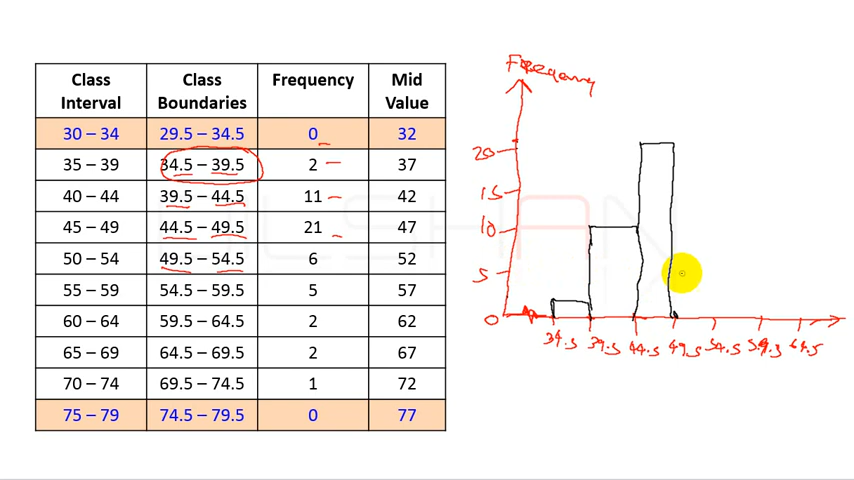 Class Interval Class Boundaries Frequency Mid Value
30 – 34 29.5 – 34.5 0 32
35 – 39 34.5 – 39.5 2 37
40 – 44 39.5 – 44.5 11 42
45 – 49 44.5 – 49.5 21 47
50 – 54 49.5 – 54.5 6 52
55 – 59 54.5 – 59.5 5 57
60 – 64 59.5 – 64.5 2 62
65 – 69 64.5 – 69.5 2 67
70 – 74 69.5 – 74.5 1 72
75 – 79 74.5 – 79.5 0 77
Frequency
20
15
10
5
0
34.5 39.5 44.5 49.5 54.5 59.5 64.5